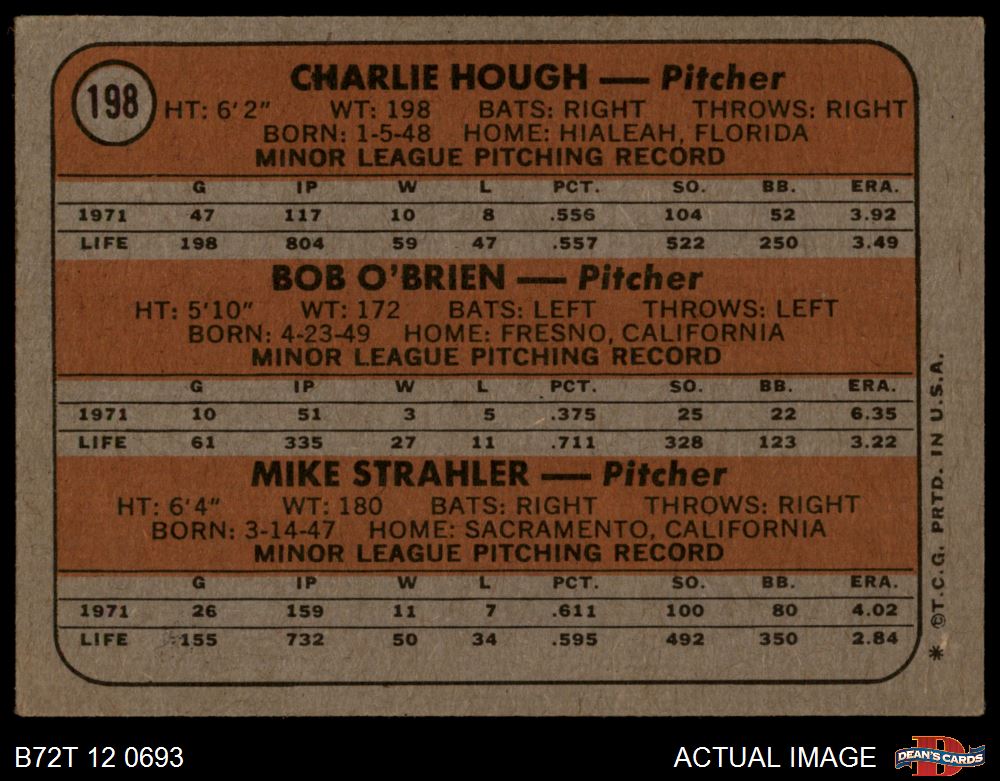 198
CHARLIE HOUGH — Pitcher
HT: 6'2" WT: 198 BATS: RIGHT THROWS: RIGHT
BORN: 1-5-48 HOME: HIALEAH, FLORIDA
MINOR LEAGUE PITCHING RECORD
G IP W L PCT. SO. BB. ERA.
1971 47 117 10 8 .556 104 52 3.92
LIFE 198 804 59 47 .557 522 250 3.49
BOB O'BRIEN — Pitcher
HT: 5'10" WT: 172 BATS: LEFT THROWS: LEFT
BORN: 4-23-49 HOME: FRESNO, CALIFORNIA
MINOR LEAGUE PITCHING RECORD
G IP W L PCT. SO. BB. ERA.
1971 10 51 3 5 .375 25 22 6.35
LIFE 61 335 27 11 .711 328 123 3.22
MIKE STRAHLER — Pitcher
HT: 6'4" WT: 180 BATS: RIGHT THROWS: RIGHT
BORN: 3-14-47 HOME: SACRAMENTO, CALIFORNIA
MINOR LEAGUE PITCHING RECORD
G IP W L PCT. SO. BB. ERA.
1971 26 159 11 7 .611 100 80 4.02
LIFE 155 732 50 34 .595 492 350 2.84
* ©T.C.G. PRTD. IN U.S.A.
B72T 12 0693
ACTUAL IMAGE
D
DEAN'S CARDS